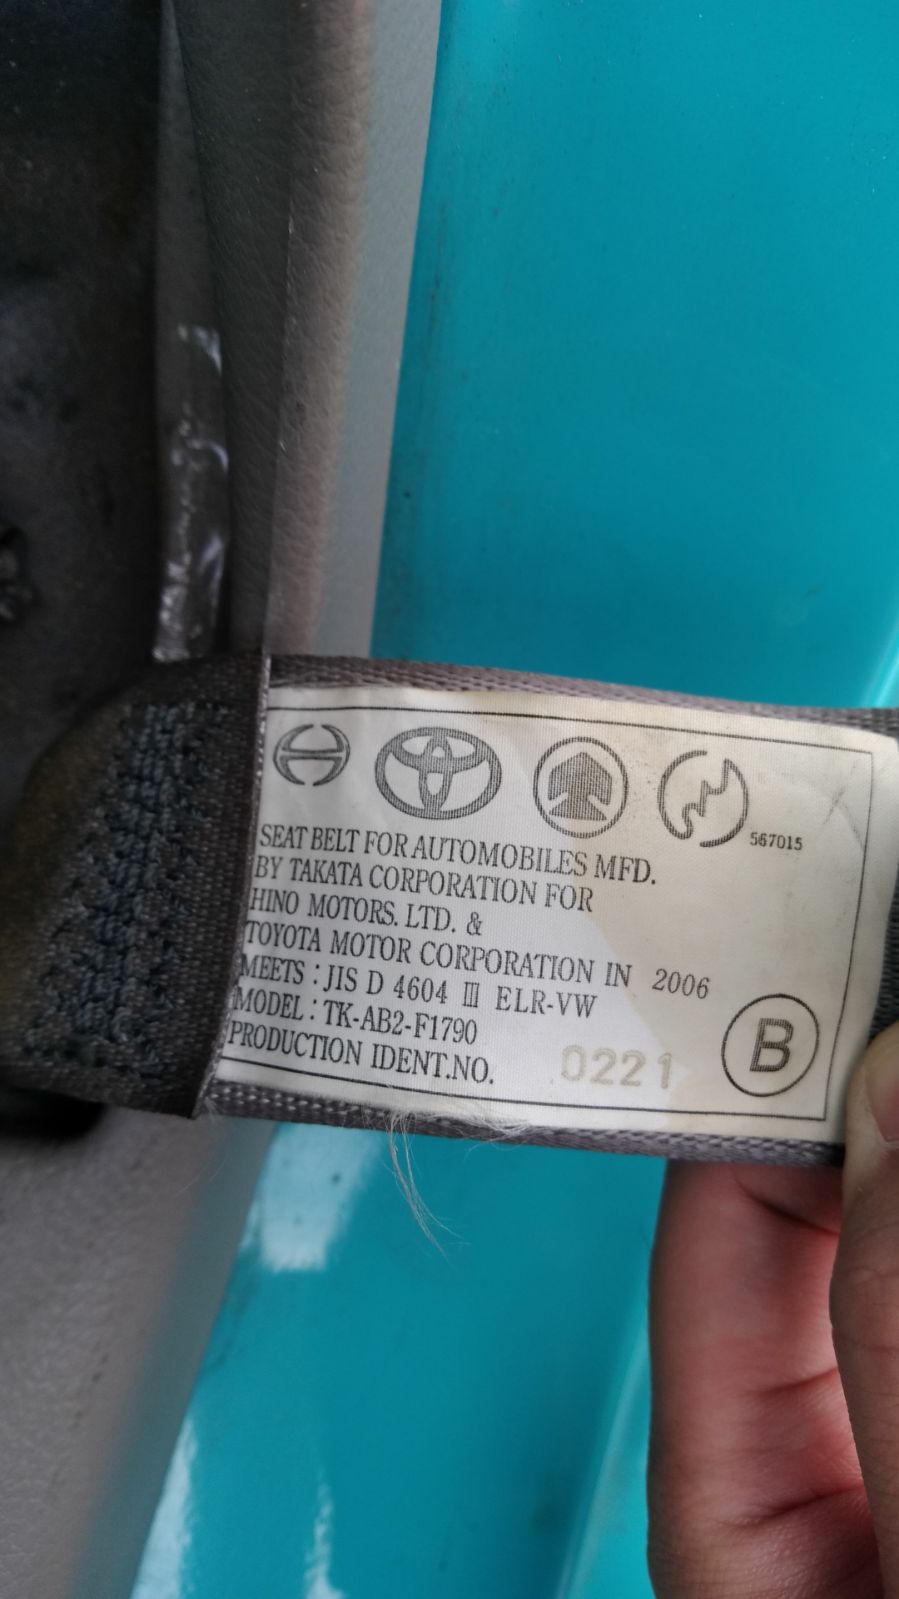 567015
SEAT BELT FOR AUTOMOBILES MFD.
BY TAKATA CORPORATION FOR
HINO MOTORS. LTD. &
TOYOTA MOTOR CORPORATION IN 2006
MEETS : JIS D 4604 III ELR-VW
MODEL : TK-AB2-F1790
PRODUCTION IDENT.NO. 0221
B